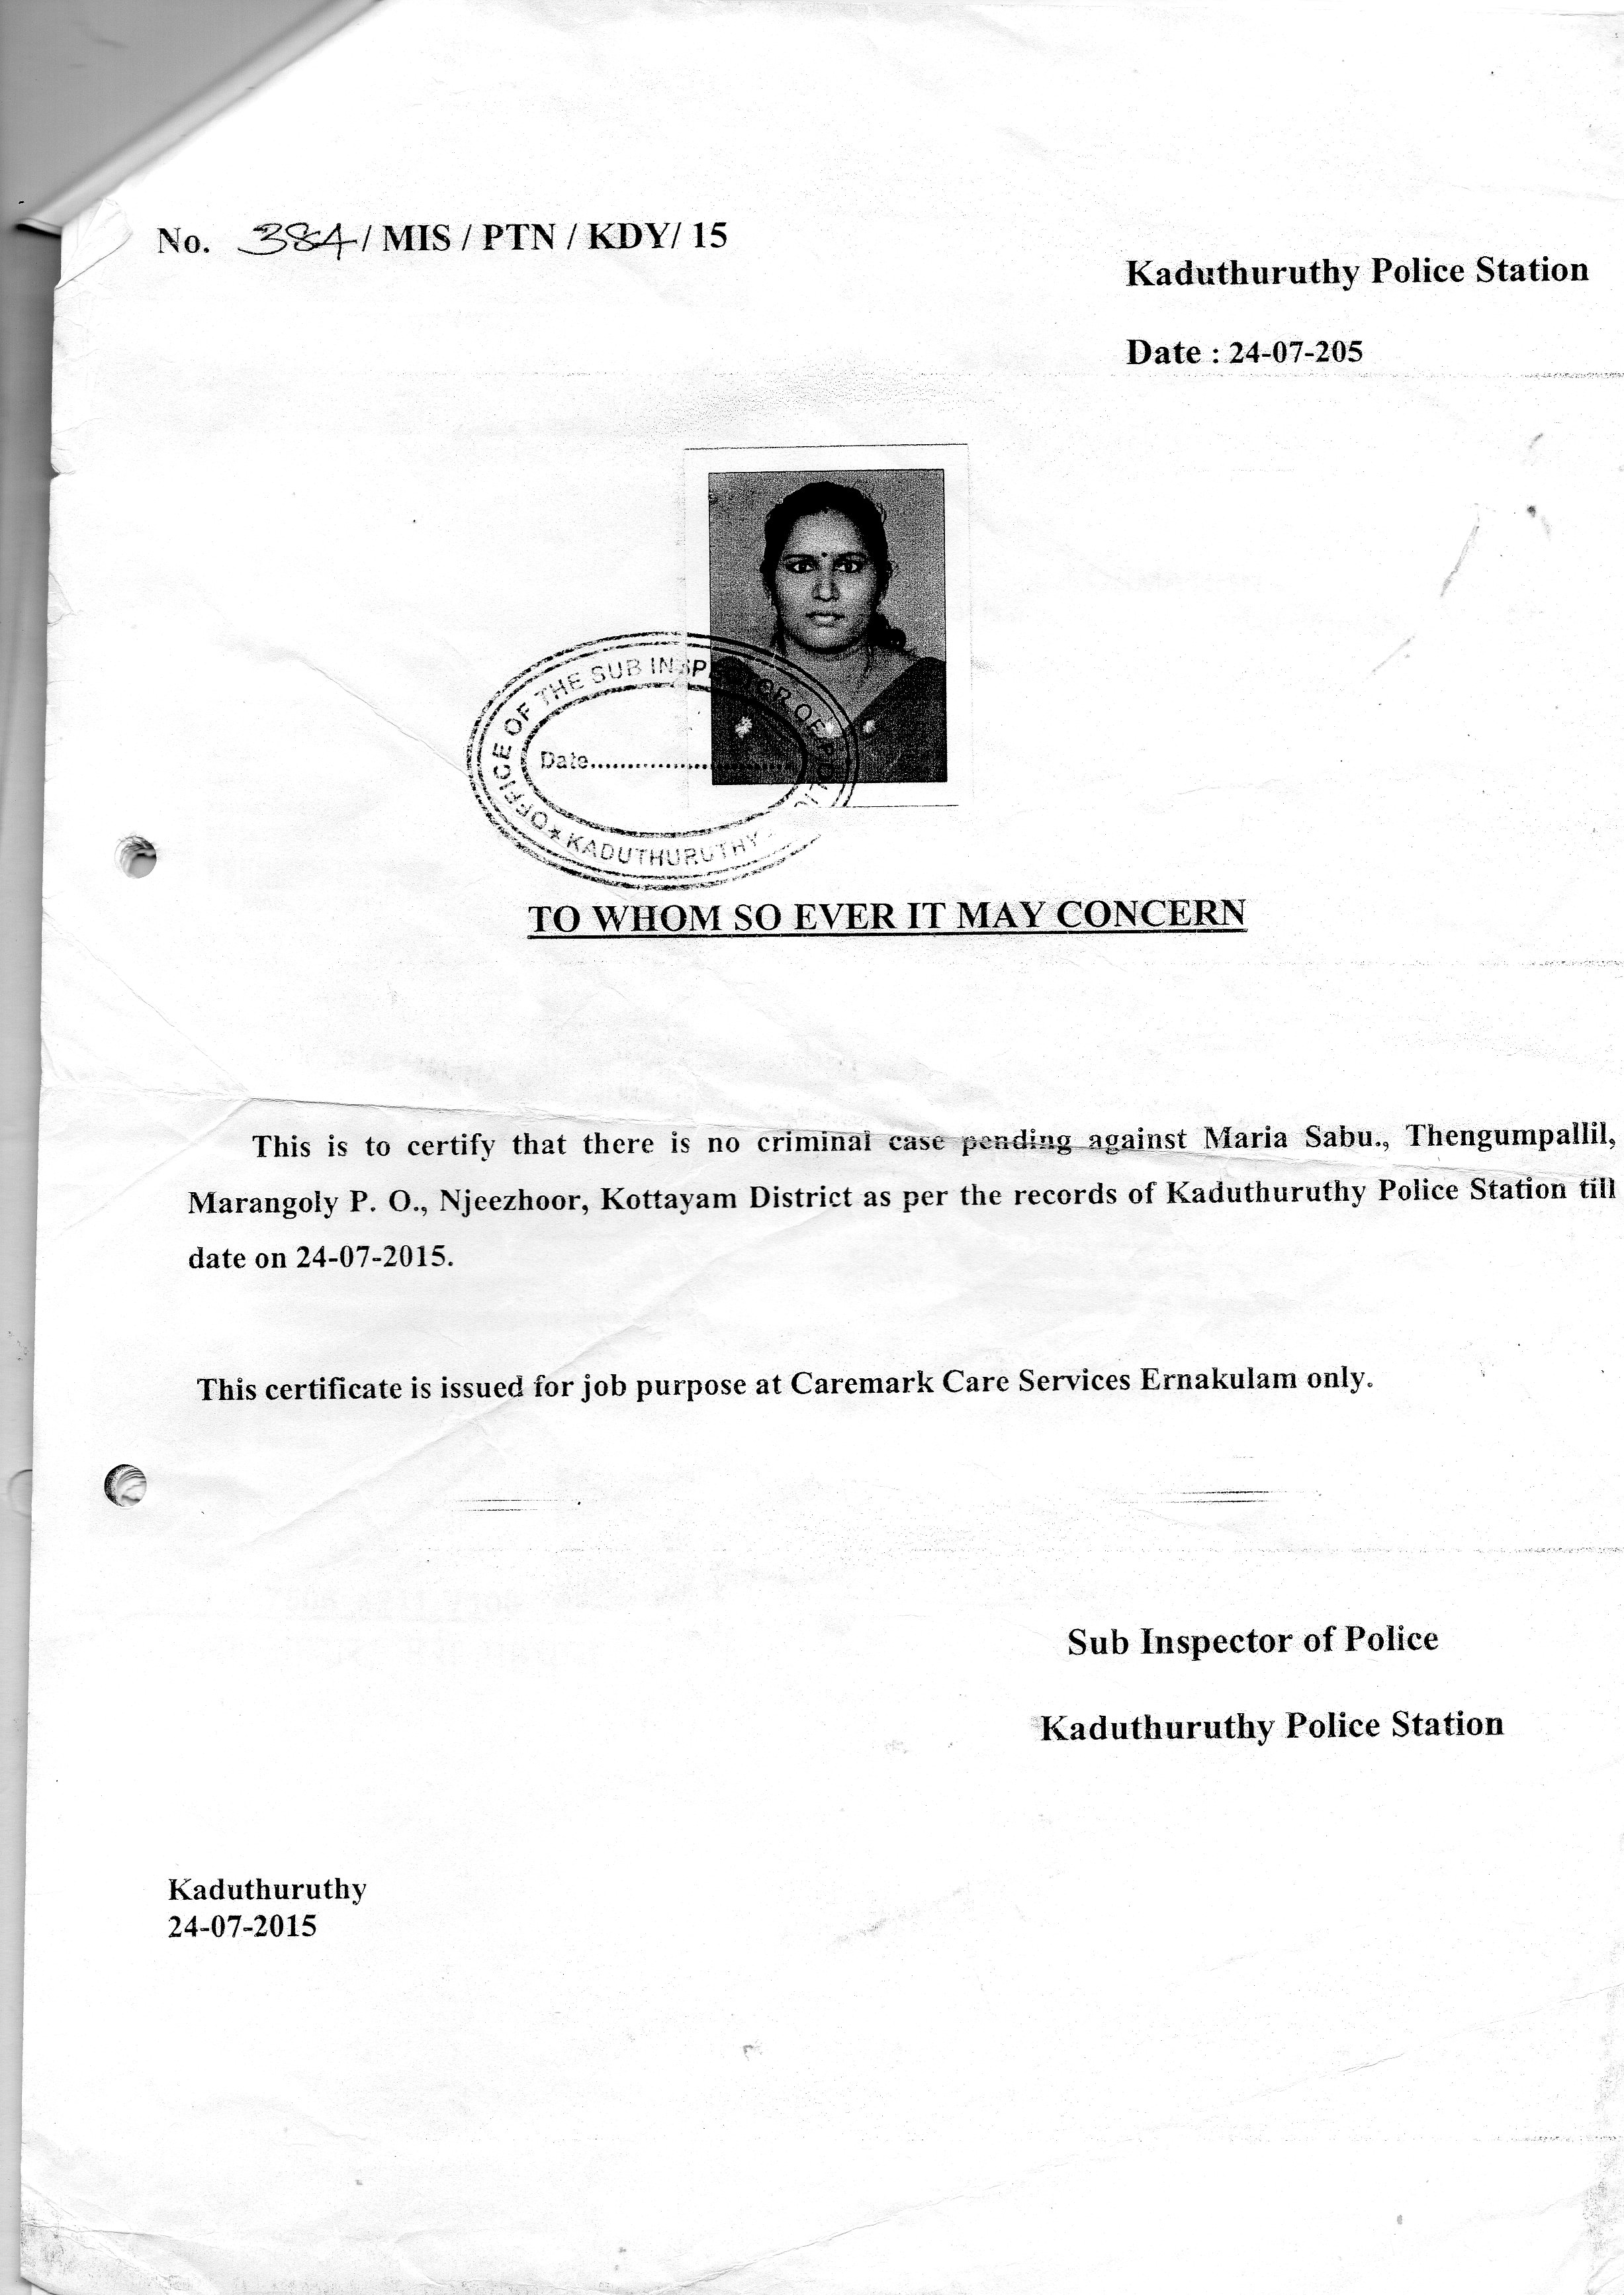 No. 384 / MIS / PTN / KDY/ 15
Kaduthuruthy Police Station
Date : 24-07-205
OFFICE OF THE SUB INSPECTOR OF POLICE
Date..............................
★ KADUTHURUTHY
TO WHOM SO EVER IT MAY CONCERN
This is to certify that there is no criminal case pending against Maria Sabu., Thengumpallil,
Marangoly P. O., Njeezhoor, Kottayam District as per the records of Kaduthuruthy Police Station till
date on 24-07-2015.
This certificate is issued for job purpose at Caremark Care Services Ernakulam only.
Sub Inspector of Police
Kaduthuruthy Police Station
Kaduthuruthy
24-07-2015